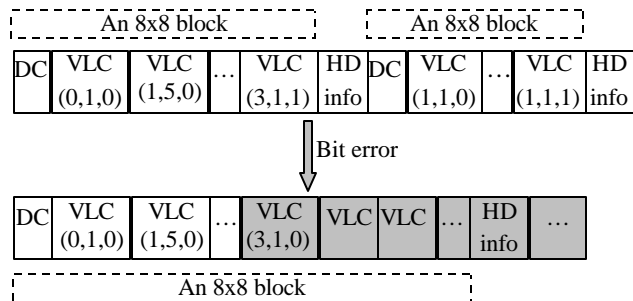 An 8x8 block An 8x8 block
DC VLC VLC … VLC HD DC VLC … VLC HD
(0,1,0) (1,5,0) (3,1,1) info (1,1,0) (1,1,1) info
Bit error
DC VLC VLC … VLC VLC VLC … HD …
(0,1,0) (1,5,0) (3,1,0) info
An 8x8 block